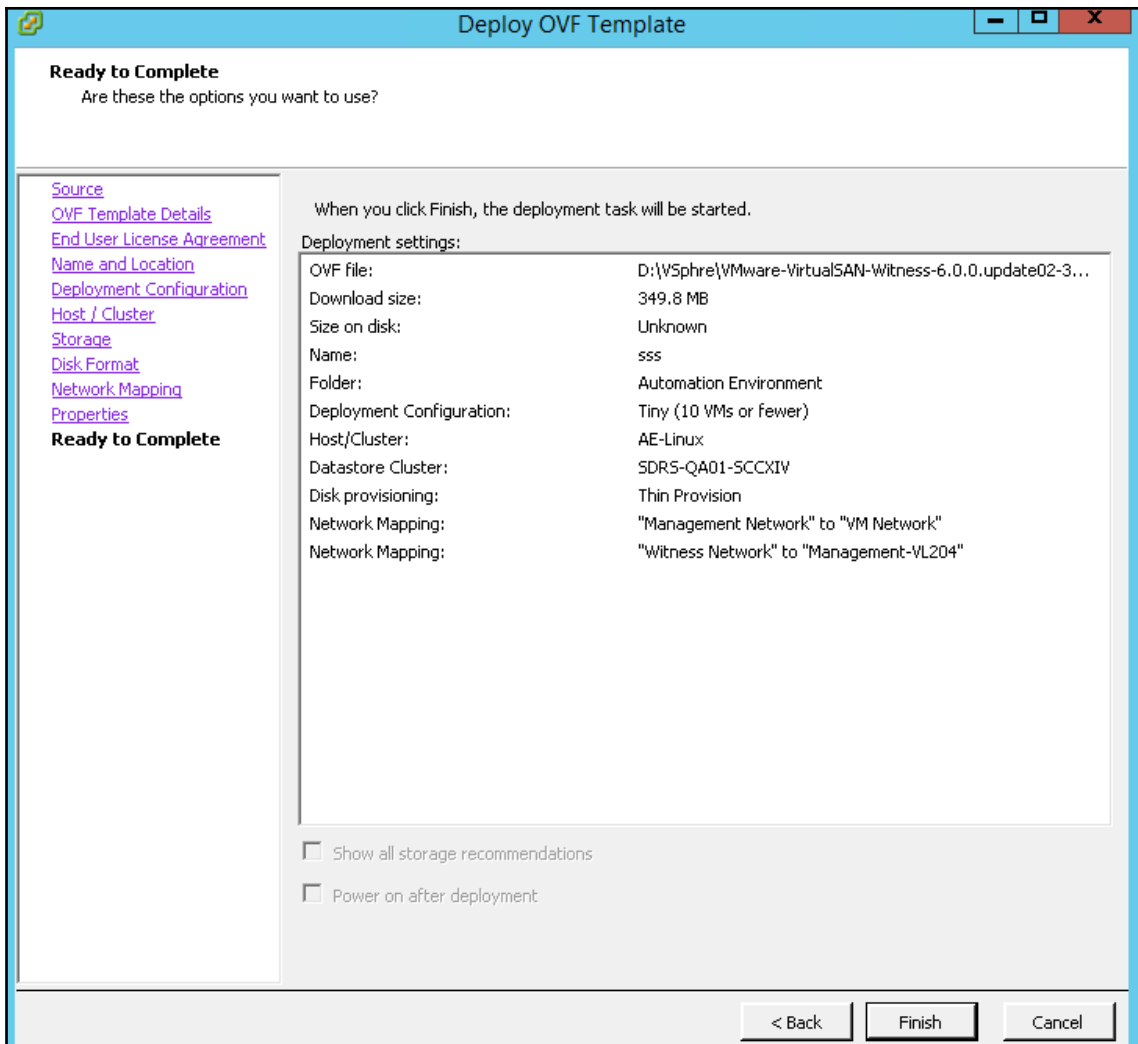 Deploy OVF Template
Ready to Complete
Are these the options you want to use?
Source
OVF Template Details
End User License Agreement
Name and Location
Deployment Configuration
Host / Cluster
Storage
Disk Format
Network Mapping
Properties
Ready to Complete
When you click Finish, the deployment task will be started.
Deployment settings:
OVF file: D:\VSphre\VMware-VirtualSAN-Witness-6.0.0.update02-3...
Download size: 349.8 MB
Size on disk: Unknown
Name: sss
Folder: Automation Environment
Deployment Configuration: Tiny (10 VMs or fewer)
Host/Cluster: AE-Linux
Datastore Cluster: SDRS-QA01-SCCXIV
Disk provisioning: Thin Provision
Network Mapping: "Management Network" to "VM Network"
Network Mapping: "Witness Network" to "Management-VL204"
Show all storage recommendations
Power on after deployment
< Back Finish Cancel